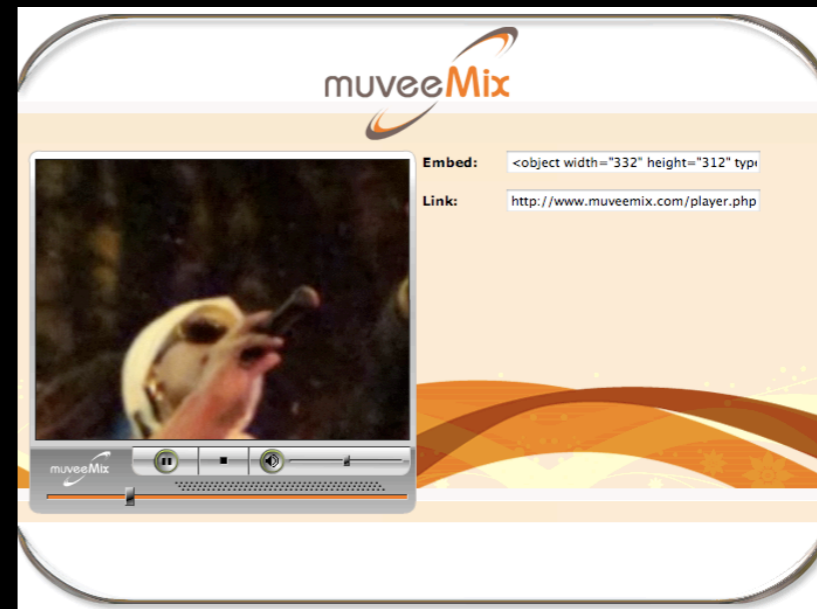 muveeMix
Embed: <object width="332" height="312" type
Link: http://www.muveemix.com/player.php
muveeMix